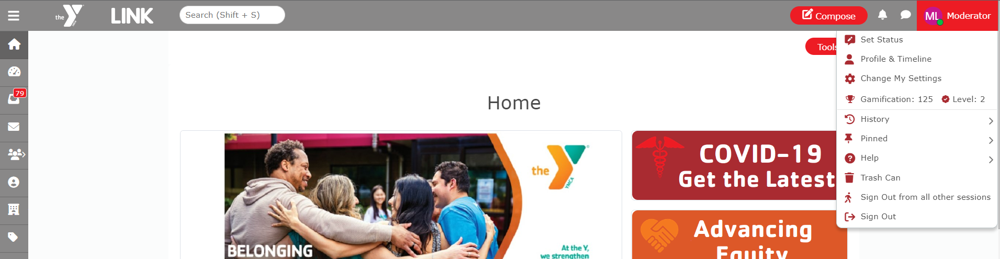 the
YMCA
LINK
Search (Shift + S)
Compose
ML
Moderator
Tools
Set Status
Profile & Timeline
Change My Settings
Gamification: 125 Level: 2
History
Pinned
Help
Trash Can
Sign Out from all other sessions
Sign Out
79
Home
the
YMCA
BELONGING
At the Y,
we strengthen
COVID-19
Get the Latest
Advancing
Equity